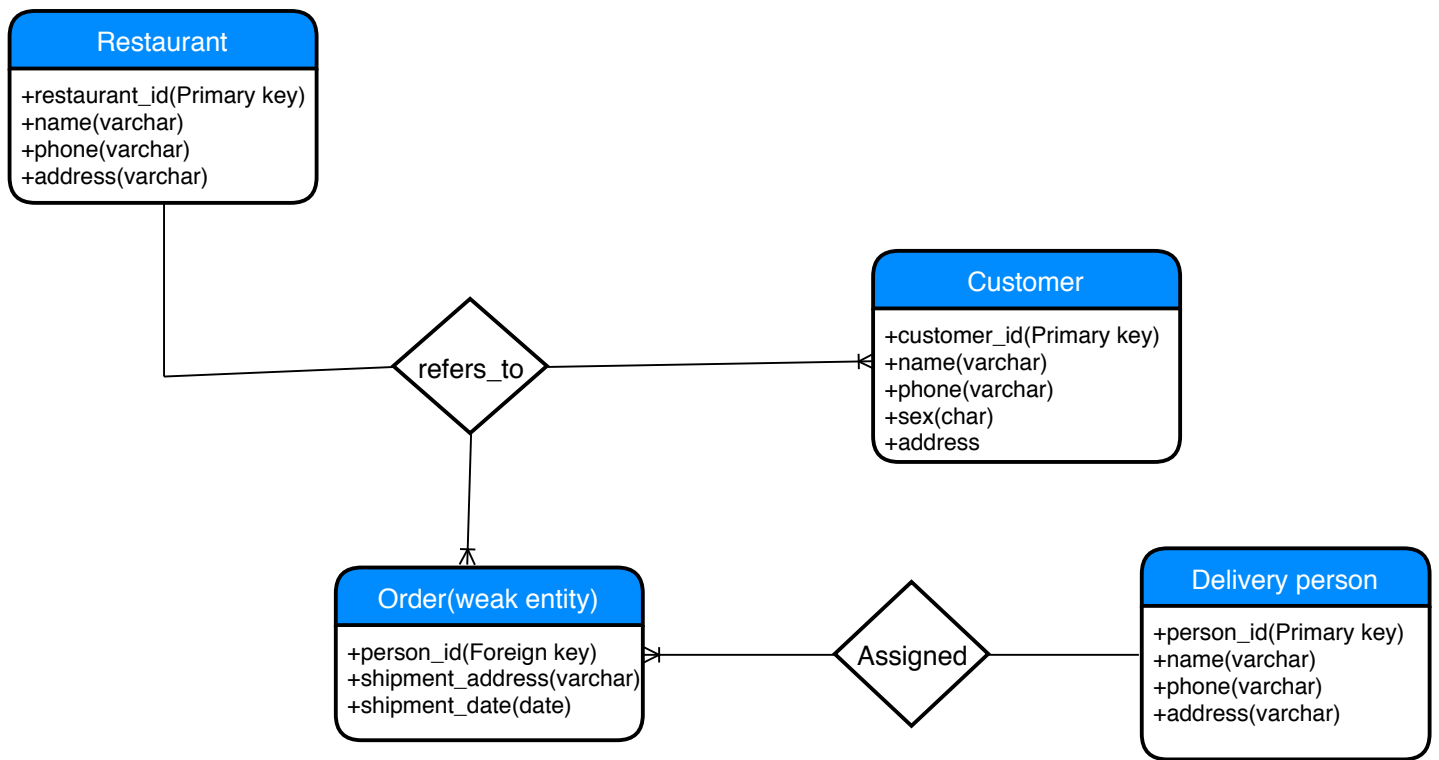 Restaurant
+restaurant_id(Primary key)
+name(varchar)
+phone(varchar)
+address(varchar)
refers_to
Customer
+customer_id(Primary key)
+name(varchar)
+phone(varchar)
+sex(char)
+address
Order(weak entity)
+person_id(Foreign key)
+shipment_address(varchar)
+shipment_date(date)
Assigned
Delivery person
+person_id(Primary key)
+name(varchar)
+phone(varchar)
+address(varchar)